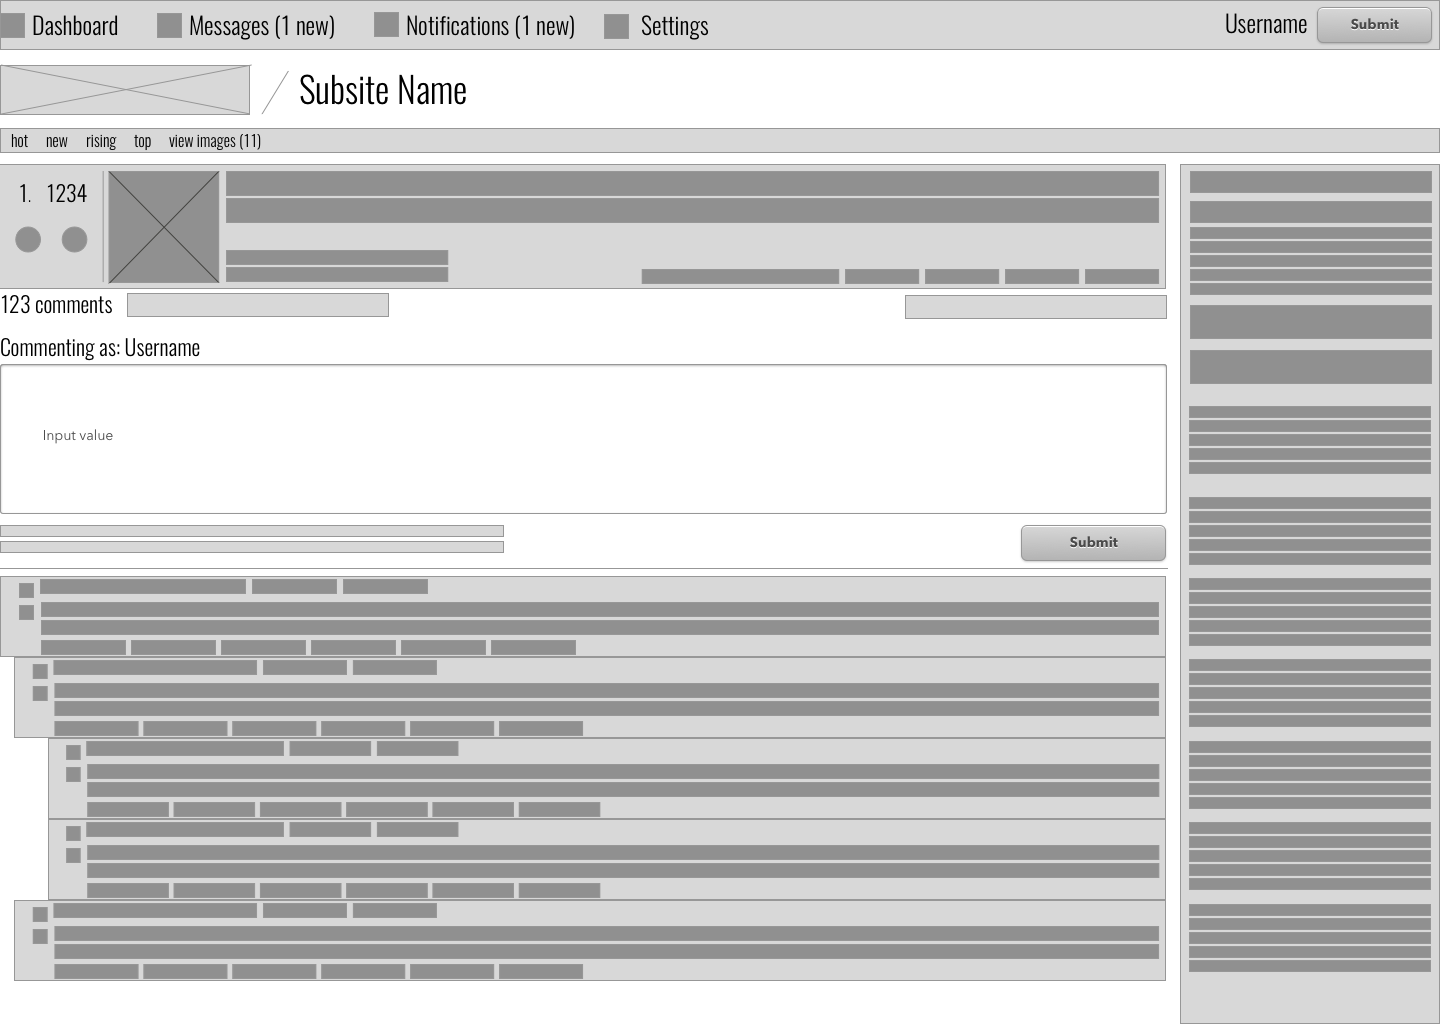 Dashboard Messages (1 new) Notifications (1 new) Settings Username Submit
Subsite Name
hot new rising top view images (11)
1. 1234
123 comments
Commenting as: Username
Input value
Submit